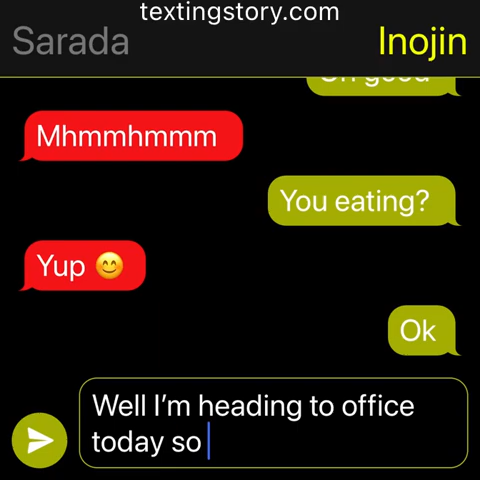 textingstory.com
Sarada
Inojin
Mhmmhmmm
You eating?
Yup 😊
Ok
Well I'm heading to office
today so